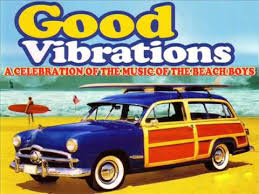 Good
Vibrations
A CELEBRATION OF THE MUSIC OF THE BEACH BOYS